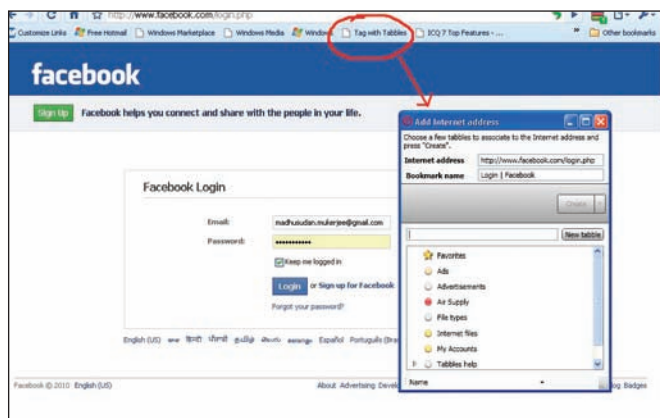 http://www.facebook.com/login.php
Customize Links Free Hotmail Windows Marketplace Windows Media Windows Tag with Tabbles ICQ 7 Top Features - ... » Other bookmarks
facebook
Sign Up Facebook helps you connect and share with the people in your life.
Facebook Login
Email: madhusudan.mukerjee@gmail.com
Password: •••••••••••
Keep me logged in
Login or Sign up for Facebook
Forgot your password?
English (US) हिन्दी ਪੰਜਾਬੀ தமிழ் తెలుగు മലയാളം Español Português
Facebook © 2010 English (US)
About Advertising Badges
Add Internet address
Choose a few tabbles to associate to the Internet address and
press "Create".
Internet address http://www.facebook.com/login.php
Bookmark name Login | Facebook
Create
New tabble
Favorites
Ads
Advertisements
Air Supply
File types
Internet files
My Accounts
Tabbles help
Name